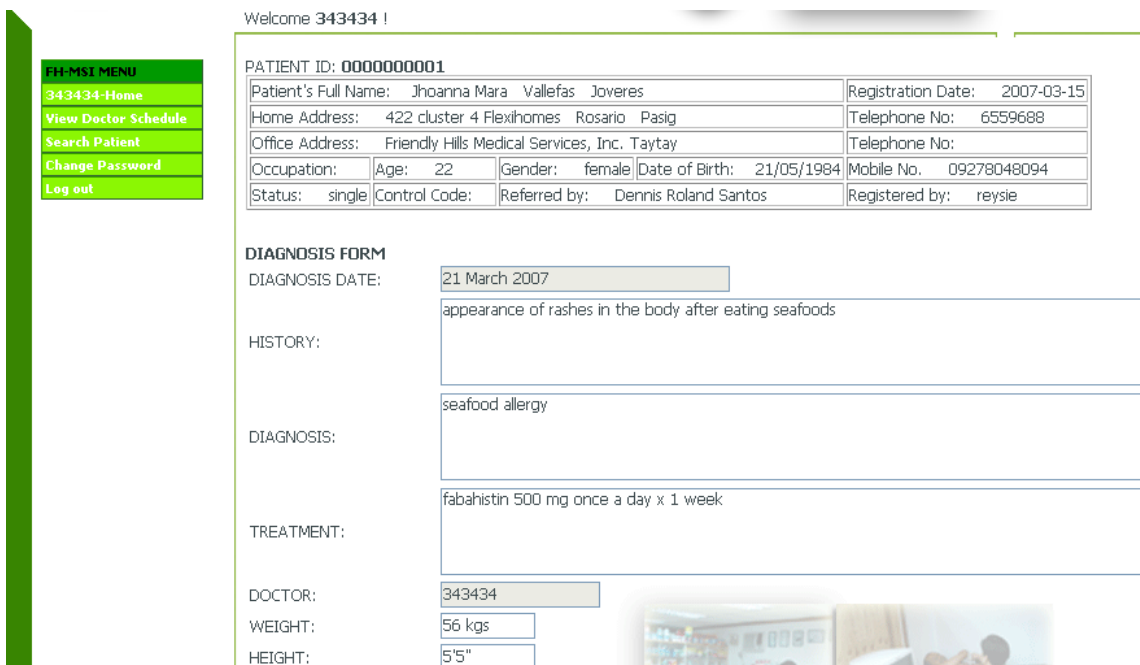 Welcome 343434 !
FH-MSI MENU
343434-Home
View Doctor Schedule
Search Patient
Change Password
Log out
PATIENT ID: 0000000001
Patient's Full Name: Jhoanna Mara Vallefas Joveres Registration Date: 2007-03-15
Home Address: 422 cluster 4 Flexihomes Rosario Pasig Telephone No: 6559688
Office Address: Friendly Hills Medical Services, Inc. Taytay Telephone No:
Occupation: Age: 22 Gender: female Date of Birth: 21/05/1984 Mobile No. 09278048094
Status: single Control Code: Referred by: Dennis Roland Santos Registered by: reysie
DIAGNOSIS FORM
DIAGNOSIS DATE: 21 March 2007
HISTORY: appearance of rashes in the body after eating seafoods
DIAGNOSIS: seafood allergy
TREATMENT: fabahistin 500 mg once a day x 1 week
DOCTOR: 343434
WEIGHT: 56 kgs
HEIGHT: 5'5"